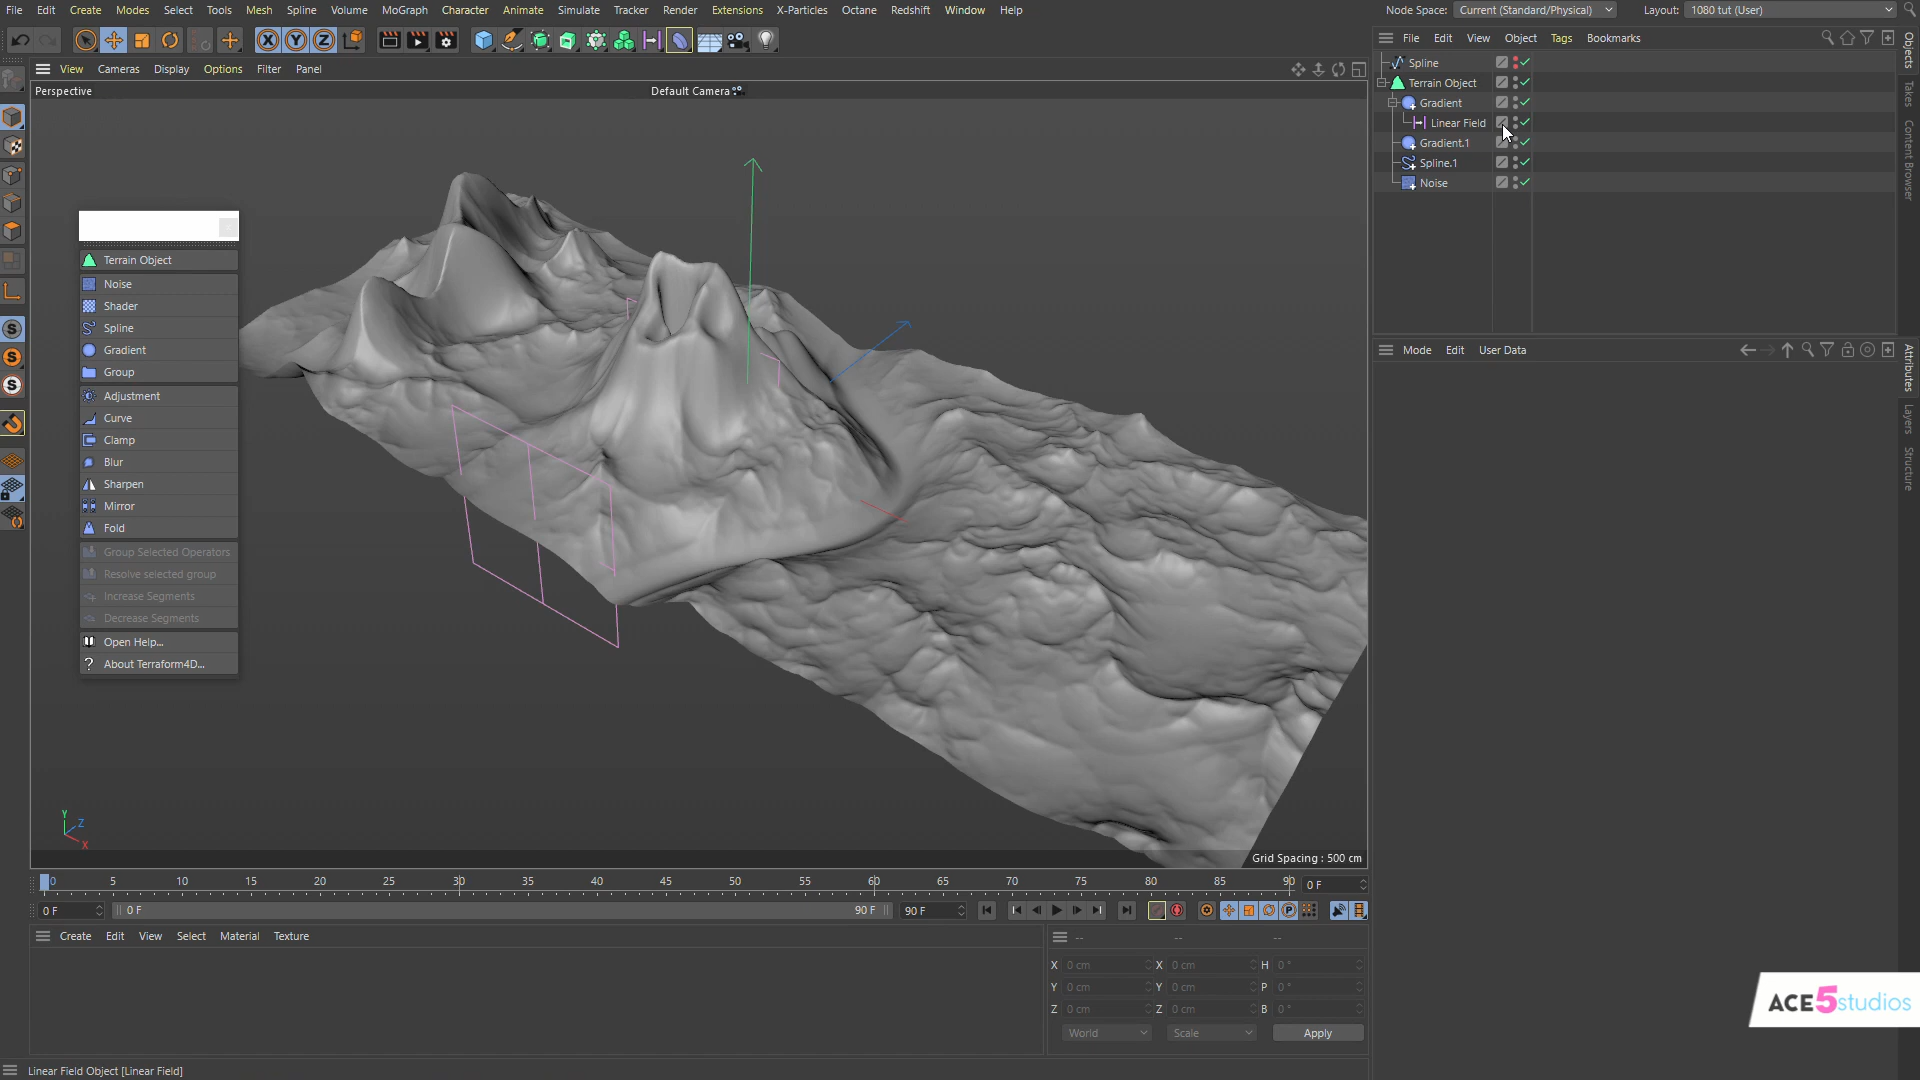 File Edit Create Modes Select Tools Mesh Spline Volume MoGraph Character Animate Simulate Tracker Render Extensions X-Particles Octane Redshift Window Help
Node Space: Current (Standard/Physical) Layout: 1080 tut (User)
File Edit View Object Tags Bookmarks
View Cameras Display Options Filter Panel
Perspective
Default Camera
Spline
Terrain Object
Gradient
Linear Field
Gradient.1
Spline.1
Noise
Objects
Takes
Content Browser
Terrain Object
Noise
Shader
Spline
Gradient
Group
Adjustment
Curve
Clamp
Blur
Sharpen
Mirror
Fold
Group Selected Operators
Resolve selected group
Increase Segments
Decrease Segments
Open Help...
About Terraform4D...
Mode Edit User Data
Attributes
Layers
Structure
Y
Z
X
Grid Spacing : 500 cm
0 5 10 15 20 25 30 35 40 45 50 55 60 65 70 75 80 85 90 0 F
0 F 0 F 90 F 90 F
Create Edit View Select Material Texture
-- -- --
X 0 cm X 0 cm H 0 °
Y 0 cm Y 0 cm P 0 °
Z 0 cm Z 0 cm B 0 °
World Scale Apply
Linear Field Object [Linear Field]
ACE5studios